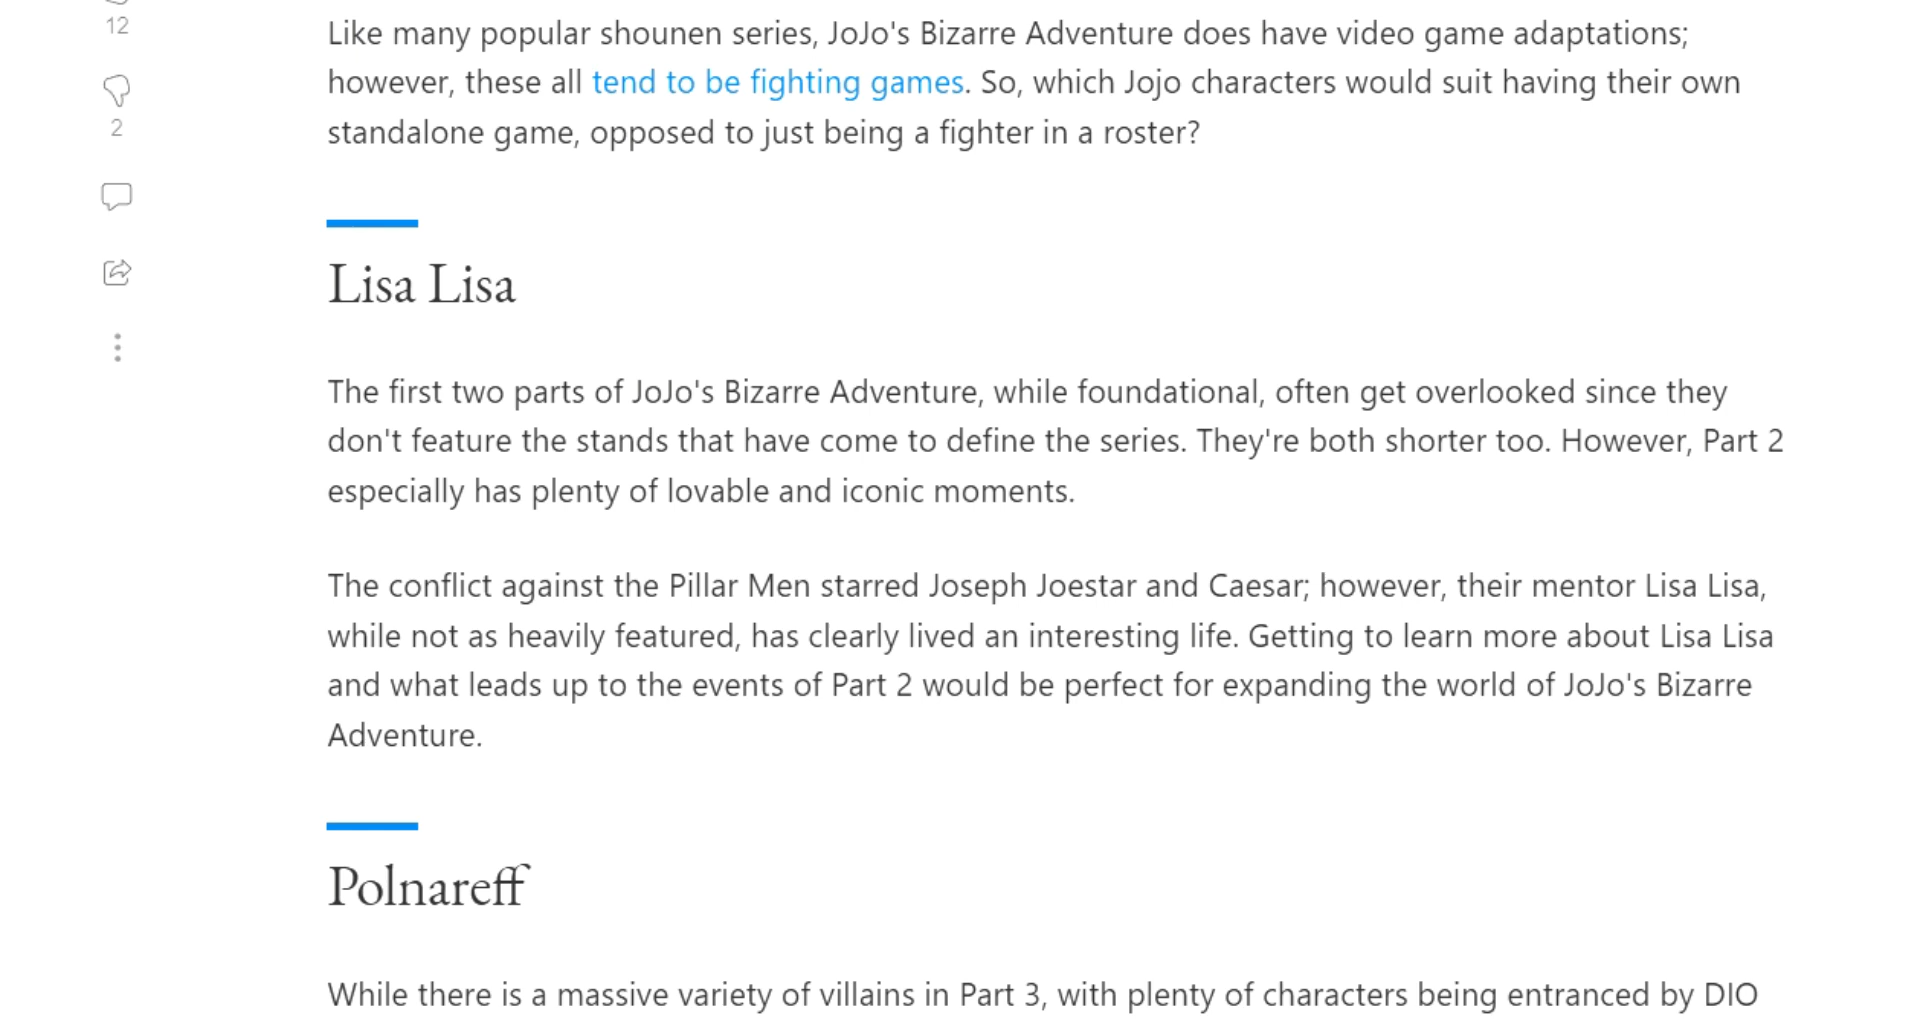 12
2
Like many popular shounen series, JoJo's Bizarre Adventure does have video game adaptations;
however, these all tend to be fighting games. So, which Jojo characters would suit having their own
standalone game, opposed to just being a fighter in a roster?
Lisa Lisa
The first two parts of JoJo's Bizarre Adventure, while foundational, often get overlooked since they
don't feature the stands that have come to define the series. They're both shorter too. However, Part 2
especially has plenty of lovable and iconic moments.
The conflict against the Pillar Men starred Joseph Joestar and Caesar; however, their mentor Lisa Lisa,
while not as heavily featured, has clearly lived an interesting life. Getting to learn more about Lisa Lisa
and what leads up to the events of Part 2 would be perfect for expanding the world of JoJo's Bizarre
Adventure.
Polnareff
While there is a massive variety of villains in Part 3, with plenty of characters being entranced by DIO